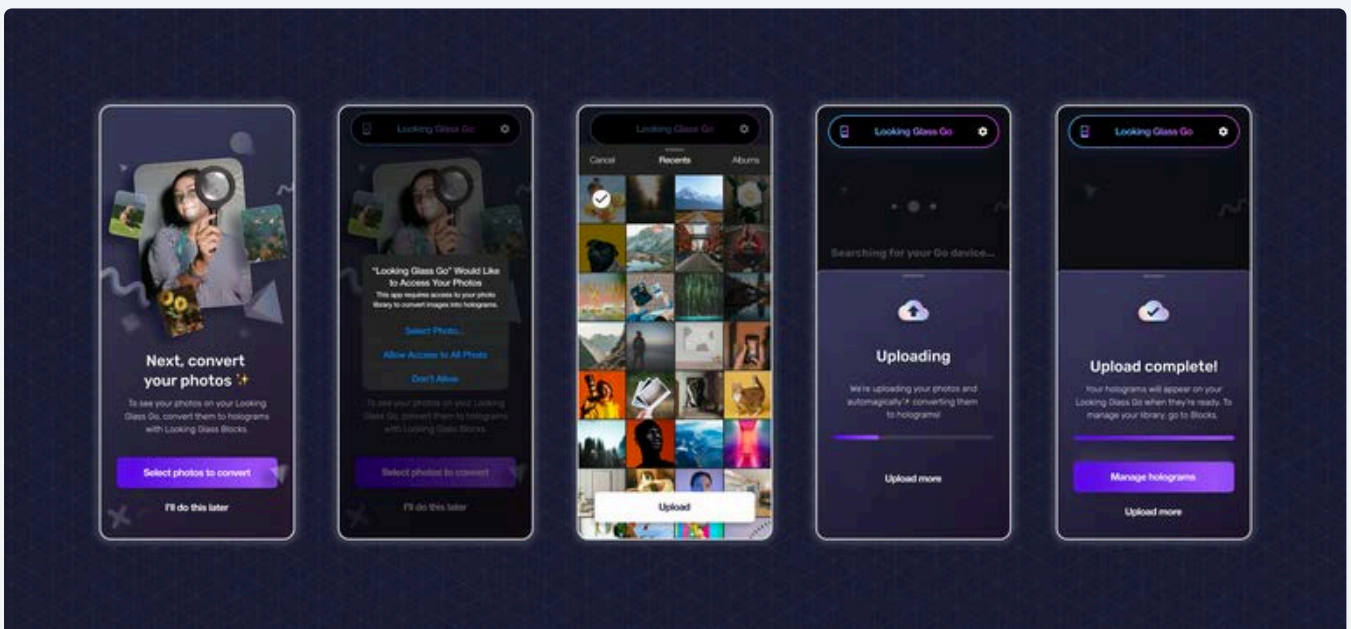 Next, convert
your photos ✨
To see your photos on your Looking
Glass Go, convert them to holograms
with Looking Glass Blocks.
Select photos to convert
I'll do this later
Looking Glass Go
"Looking Glass Go" Would Like
to Access Your Photos
This app requires access to your photo
library to convert images into holograms.
Select Photo...
Allow Access to All Photo
Don't Allow
To see your photos on your Looking
Glass Go, convert them to holograms
with Looking Glass Blocks.
Select photos to convert
I'll do this later
Looking Glass Go
Cancel Recents Albums
Upload
Looking Glass Go
Searching for your Go device...
Uploading
We're uploading your photos and
automagically✨ converting them
to holograms!
Upload more
Looking Glass Go
Upload complete!
Your holograms will appear on your
Looking Glass Go when they're ready. To
manage your library, go to Blocks.
Manage holograms
Upload more